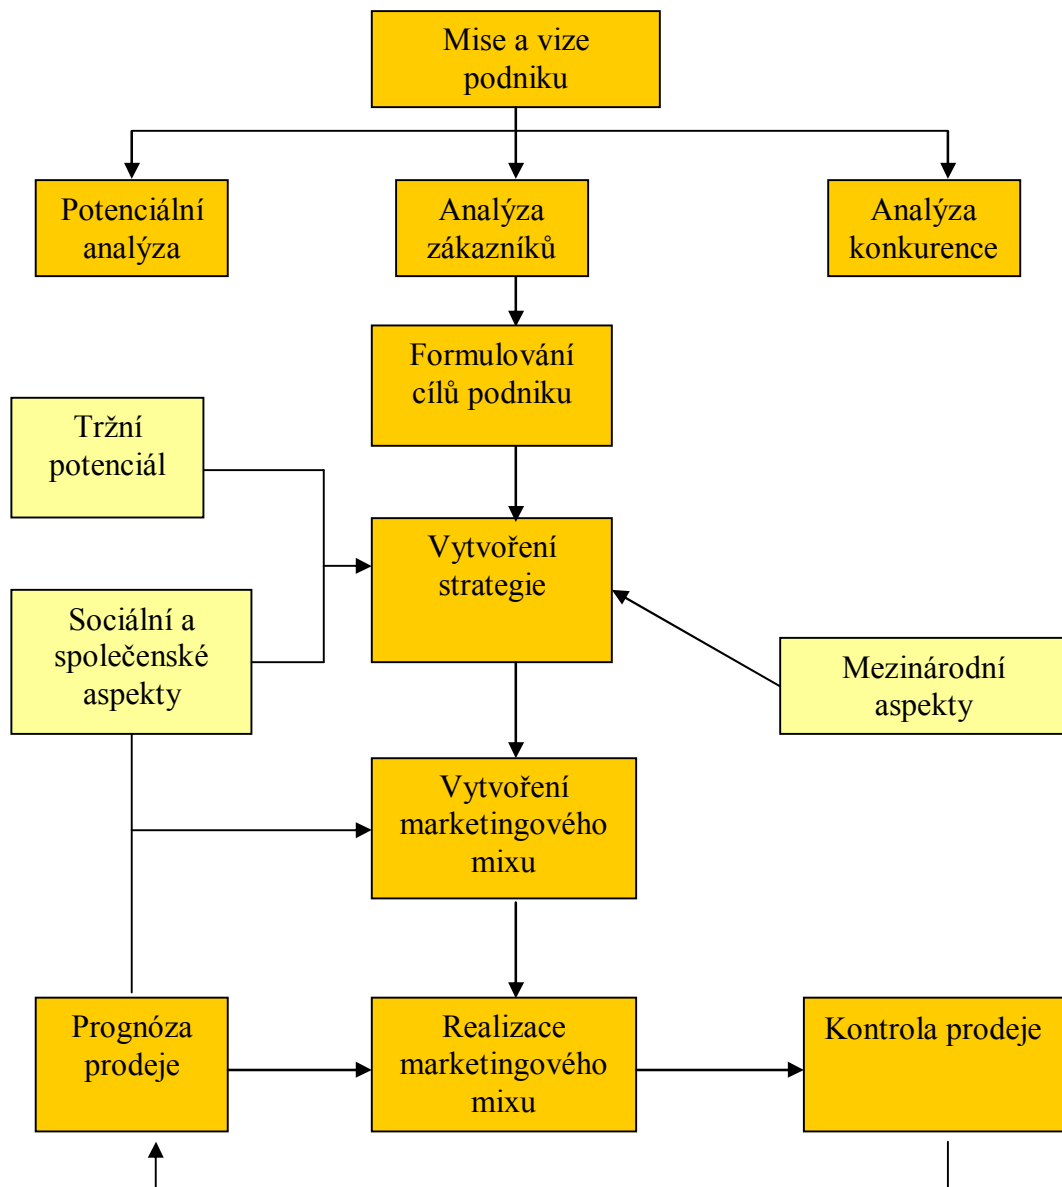 Mise a vize
podniku
Potenciální
analýza
Analýza
zákazníků
Analýza
konkurence
Formulování
cílů podniku
Tržní
potenciál
Vytvoření
strategie
Sociální a
společenské
aspekty
Mezinárodní
aspekty
Vytvoření
marketingového
mixu
Prognóza
prodeje
Realizace
marketingového
mixu
Kontrola prodeje